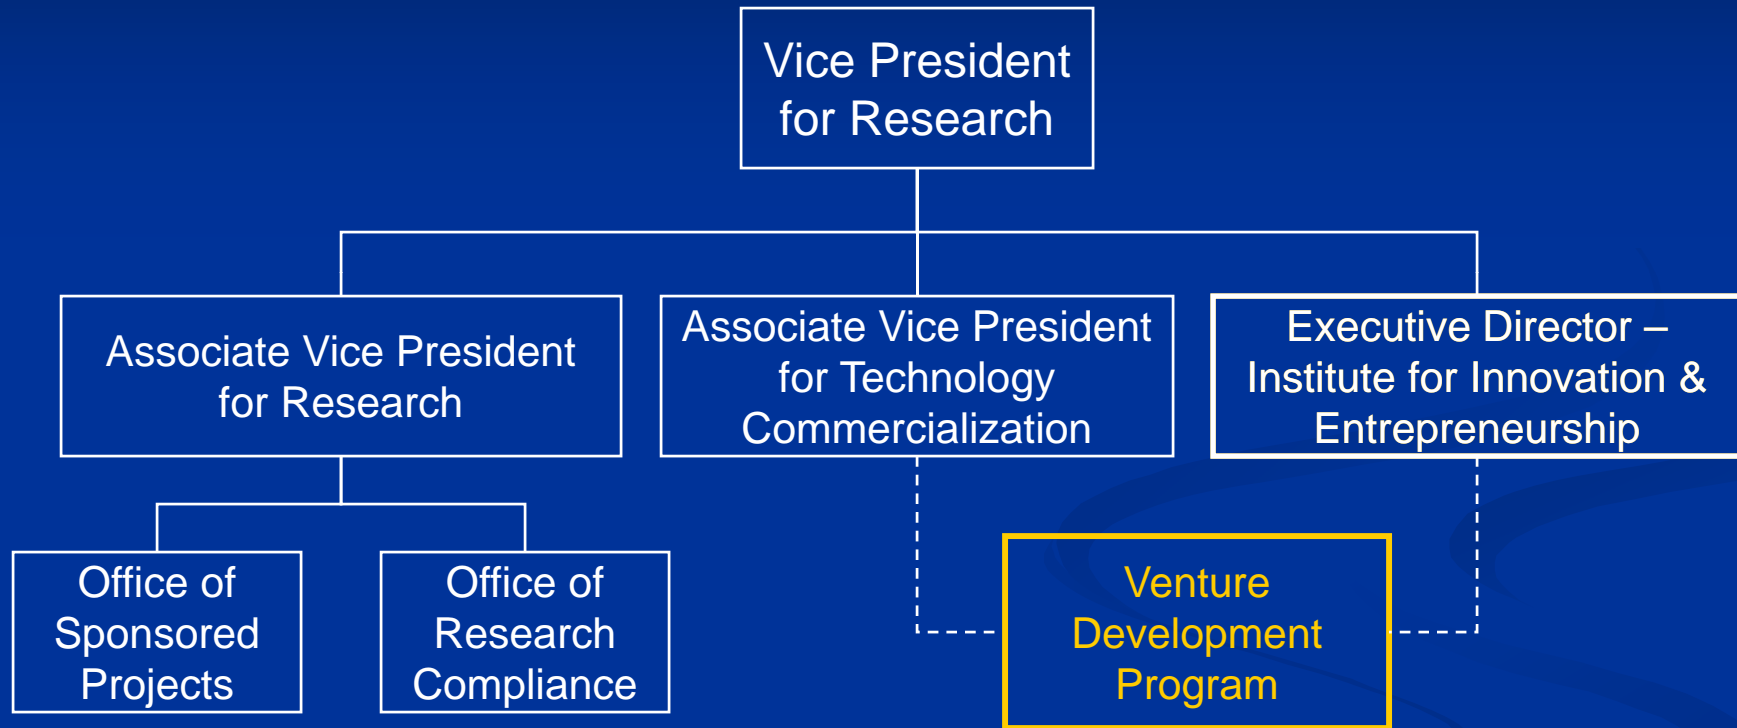 Vice President
for Research
Associate Vice President
for Research
Associate Vice President
for Technology
Commercialization
Executive Director –
Institute for Innovation &
Entrepreneurship
Office of
Sponsored
Projects
Office of
Research
Compliance
Venture
Development
Program